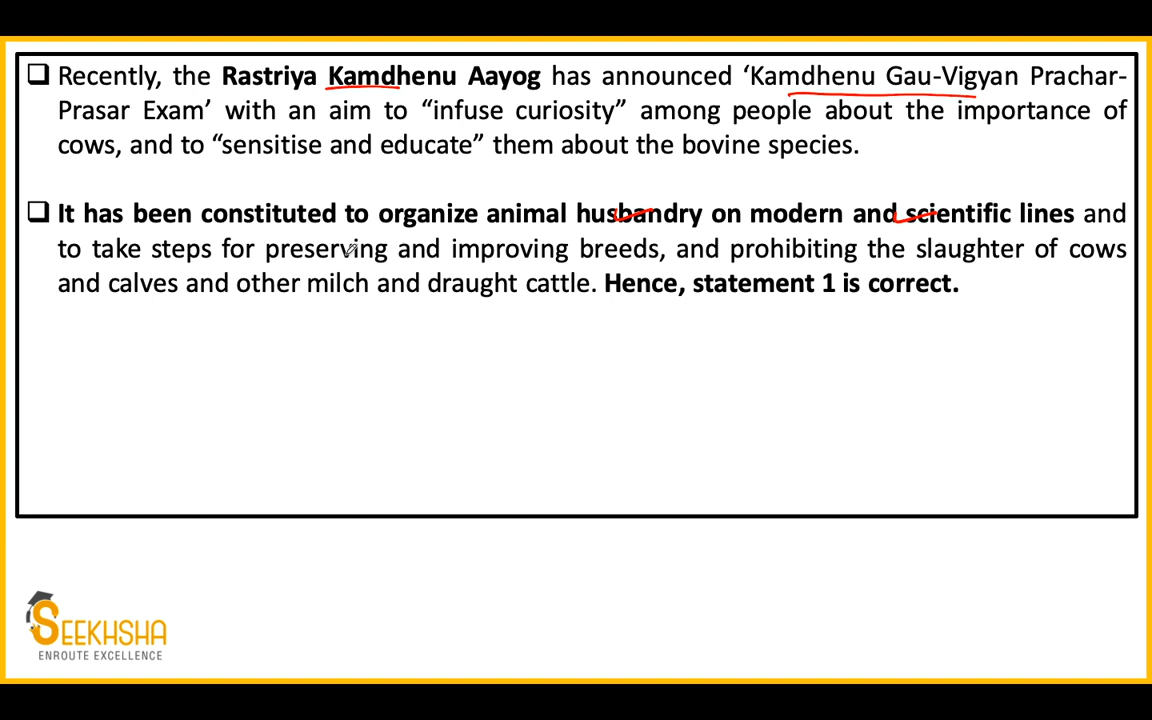 ❑ Recently, the Rastriya Kamdhenu Aayog has announced ‘Kamdhenu Gau-Vigyan Prachar-
Prasar Exam’ with an aim to “infuse curiosity” among people about the importance of
cows, and to “sensitise and educate” them about the bovine species.
❑ It has been constituted to organize animal husbandry on modern and scientific lines and
to take steps for preserving and improving breeds, and prohibiting the slaughter of cows
and calves and other milch and draught cattle. Hence, statement 1 is correct.
SEEKHSHA
ENROUTE EXCELLENCE